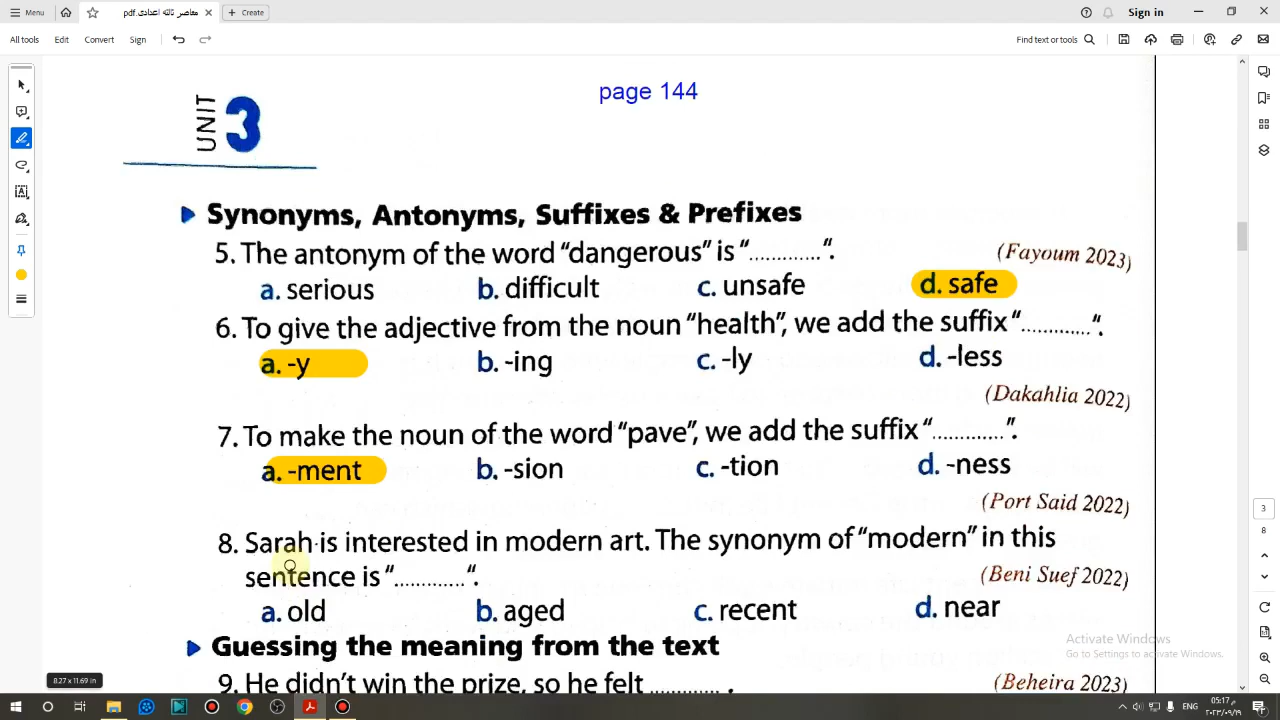 Menu
معاصر تالته اعدادى.pdf
Create
Sign in
All tools
Edit
Convert
Sign
Find text or tools
page 144
UNIT 3
Synonyms, Antonyms, Suffixes & Prefixes
5. The antonym of the word “dangerous” is “.............”.
(Fayoum 2023)
a. serious b. difficult c. unsafe d. safe
6. To give the adjective from the noun “health”, we add the suffix “.............“.
a. -y b. -ing c. -ly d. -less
(Dakahlia 2022)
7. To make the noun of the word “pave”, we add the suffix “.............”.
a. -ment b. -sion c. -tion d. -ness
(Port Said 2022)
8. Sarah is interested in modern art. The synonym of “modern” in this
sentence is “.............“.
(Beni Suef 2022)
a. old b. aged c. recent d. near
Guessing the meaning from the text
9. He didn’t win the prize, so he felt ............. .
(Beheira 2023)
3
8
Activate Windows
Go to Settings to activate Windows.
8.27 x 11.69 in
ENG
05:17 م
٢٠٢٣/٠٩/١٩